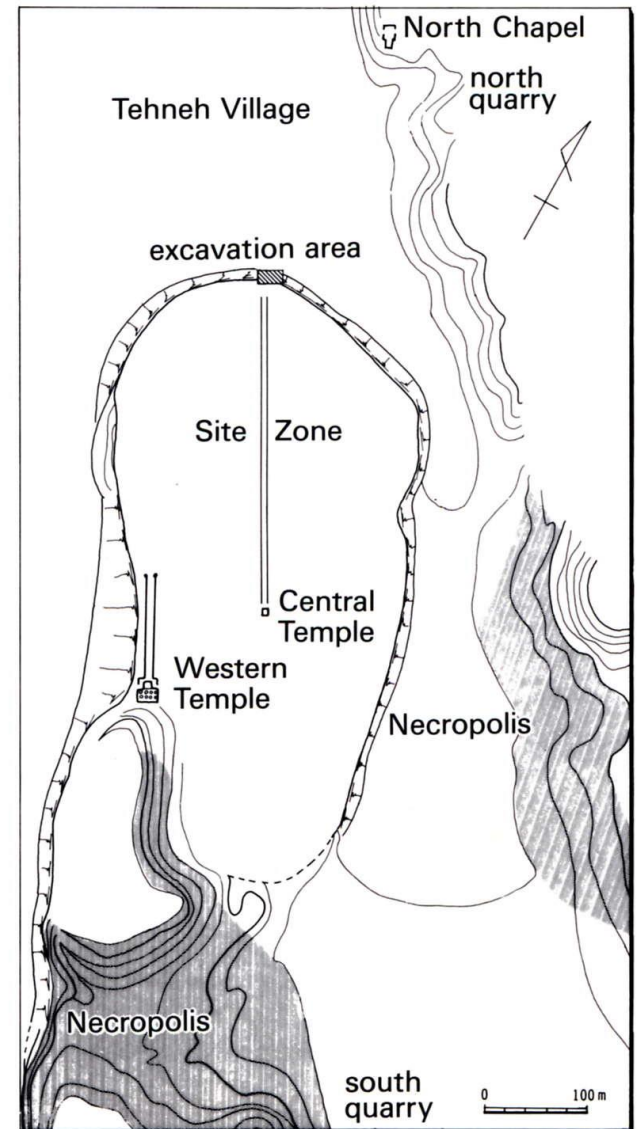 North Chapel
north
quarry
Tehneh Village
excavation area
Site Zone
Central
Temple
Western
Temple
Necropolis
Necropolis
south
quarry
0 100 m